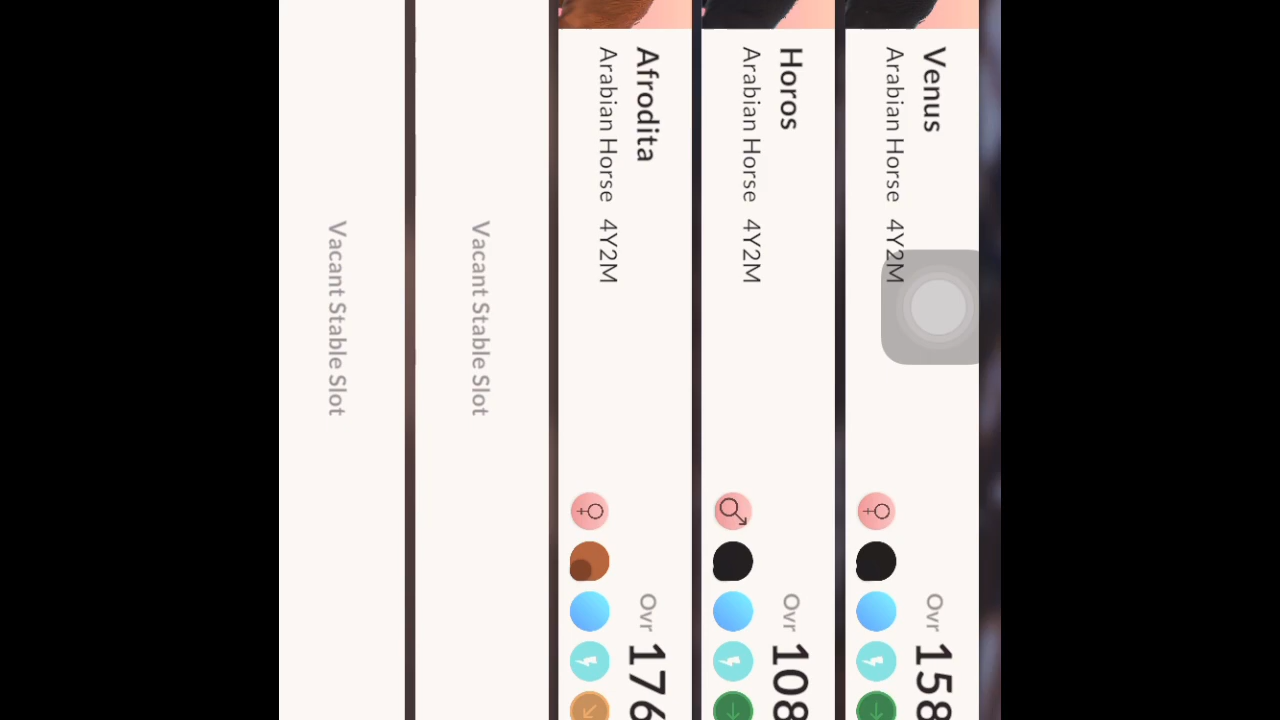 Venus
Arabian Horse 4Y2M
Ovr 158
Horos
Arabian Horse 4Y2M
Ovr 108
Afrodita
Arabian Horse 4Y2M
Ovr 176
Vacant Stable Slot
Vacant Stable Slot